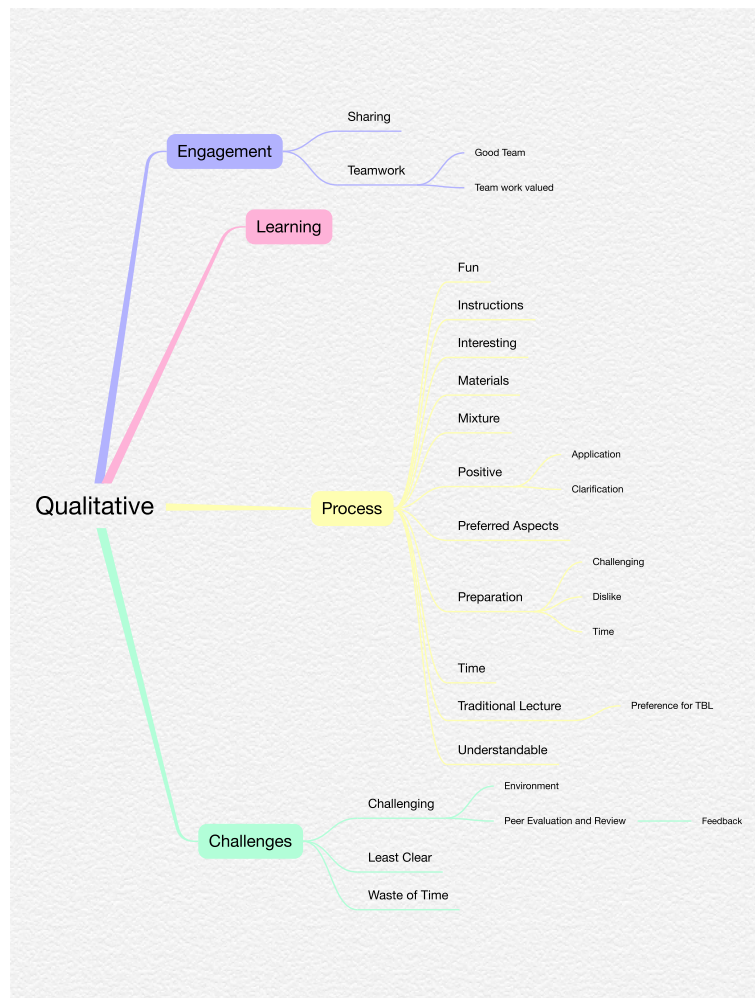 Qualitative
Engagement
Sharing
Teamwork
Good Team
Team work valued
Learning
Process
Fun
Instructions
Interesting
Materials
Mixture
Positive
Application
Clarification
Preferred Aspects
Preparation
Challenging
Dislike
Time
Time
Traditional Lecture
Preference for TBL
Understandable
Challenges
Challenging
Environment
Peer Evaluation and Review
Feedback
Least Clear
Waste of Time